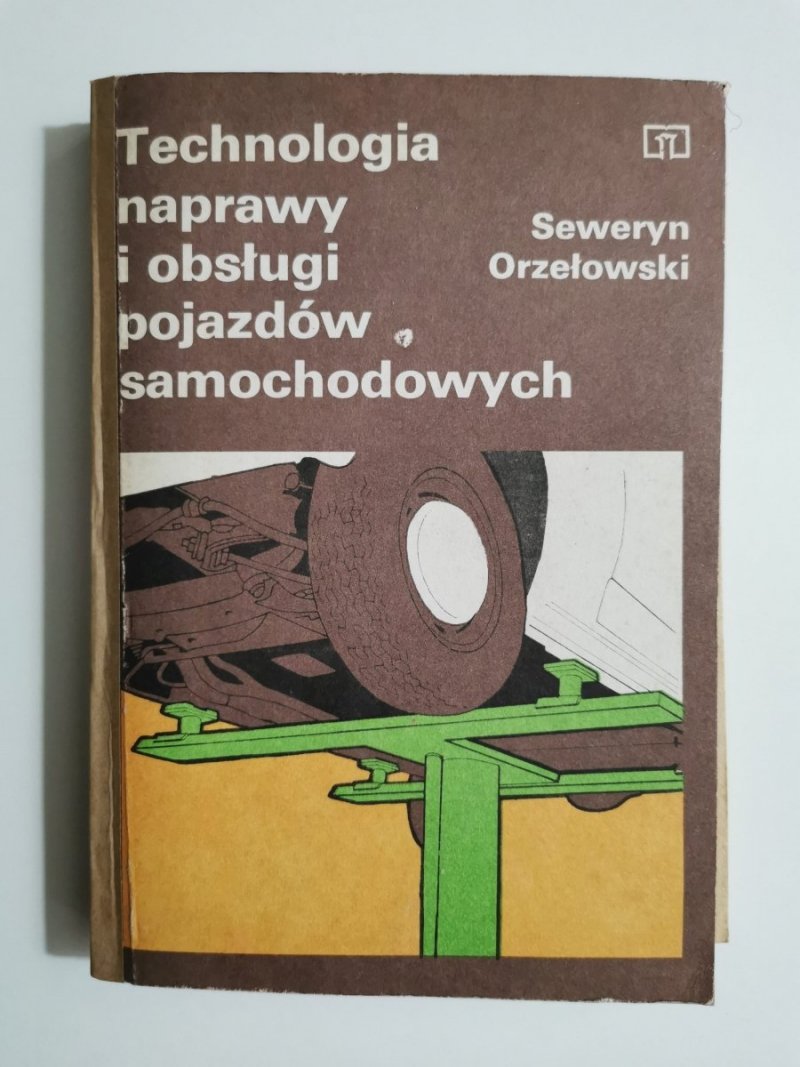 Technologia
naprawy
i obsługi
pojazdów
samochodowych
Seweryn
Orzełowski